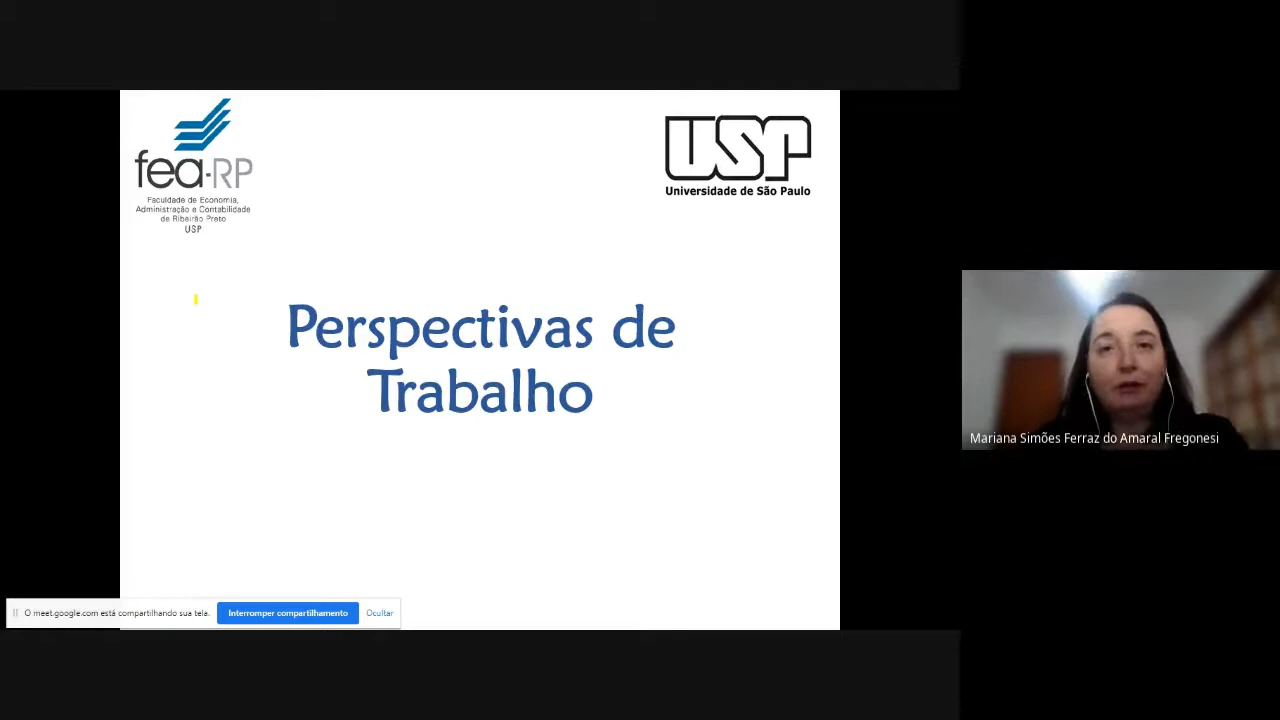 fea-RP
Faculdade de Economia,
Administração e Contabilidade
de Ribeirão Preto
USP
USP
Universidade de São Paulo
Perspectivas de
Trabalho
Mariana Simões Ferraz do Amaral Fregonesi
O meet.google.com está compartilhando sua tela.
Interromper compartilhamento
Ocultar